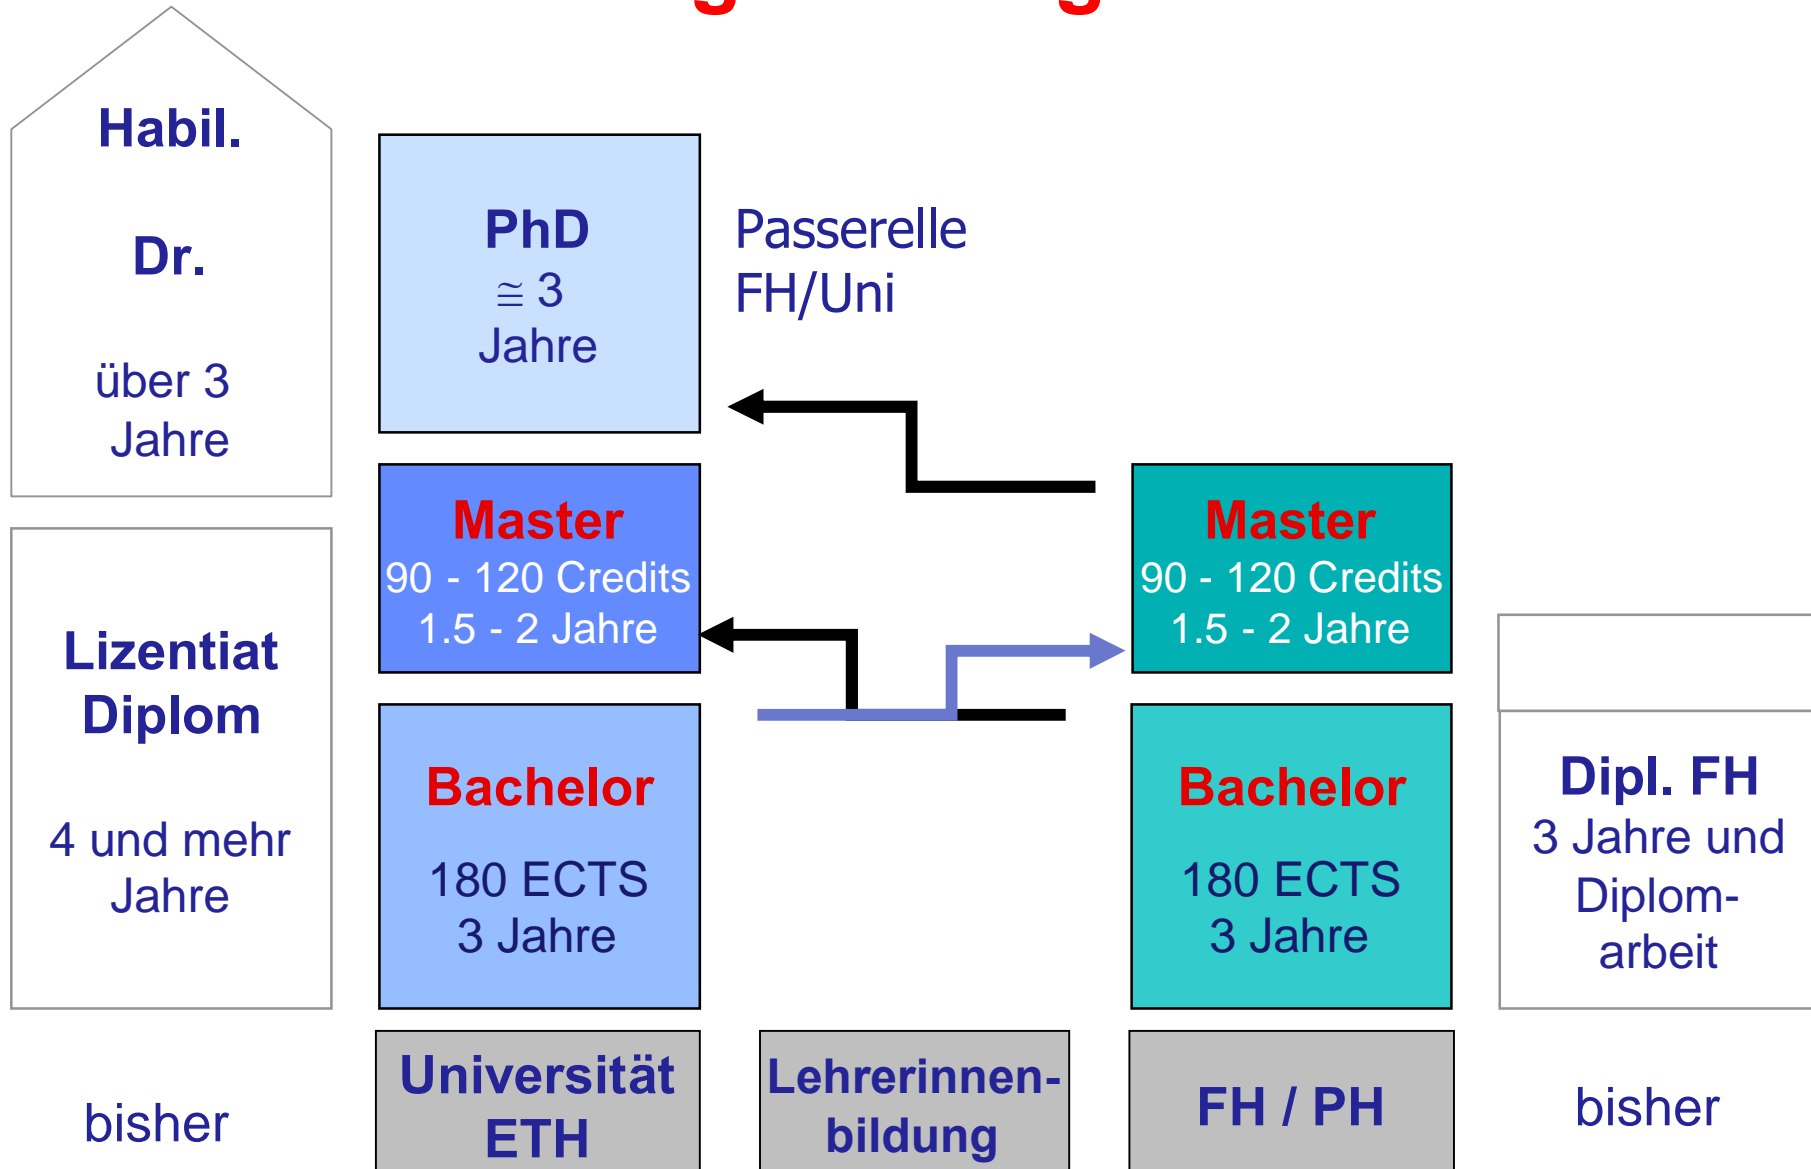 Habil.
Dr.
über 3
Jahre
PhD
≅ 3
Jahre
Passerelle
FH/Uni
Master
90 - 120 Credits
1.5 - 2 Jahre
Master
90 - 120 Credits
1.5 - 2 Jahre
Lizentiat
Diplom
4 und mehr
Jahre
Bachelor
180 ECTS
3 Jahre
Bachelor
180 ECTS
3 Jahre
Dipl. FH
3 Jahre und
Diplom-
arbeit
bisher
Universität
ETH
Lehrerinnen-
bildung
FH / PH
bisher